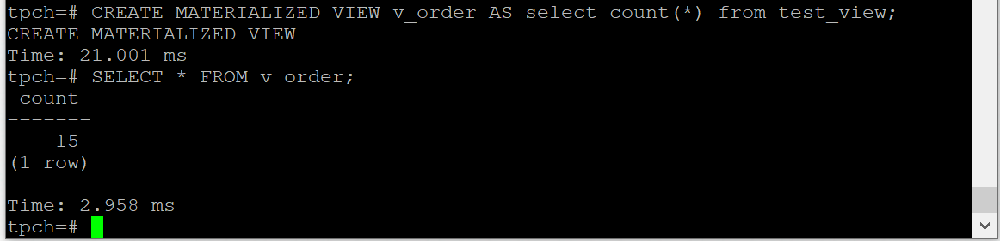 tpch=# CREATE MATERIALIZED VIEW v_order AS select count(*) from test_view;
CREATE MATERIALIZED VIEW
Time: 21.001 ms
tpch=# SELECT * FROM v_order;
 count
-------
    15
(1 row)

Time: 2.958 ms
tpch=#